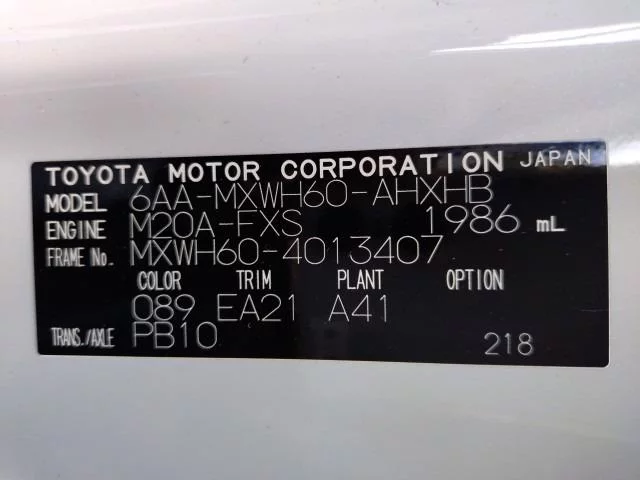 TOYOTA MOTOR CORPORATION JAPAN
MODEL 6AA-MXWH60-AHXHB
ENGINE M20A-FXS 1986 mL
FRAME No. MXWH60-4013407
COLOR TRIM PLANT OPTION
089 EA21 A41
TRANS./AXLE PB10 218